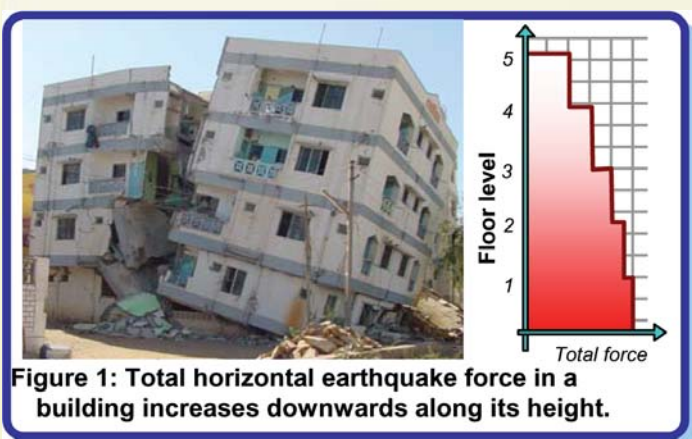 5
4
3
2
1
Floor level
Total force
Figure 1: Total horizontal earthquake force in a
building increases downwards along its height.